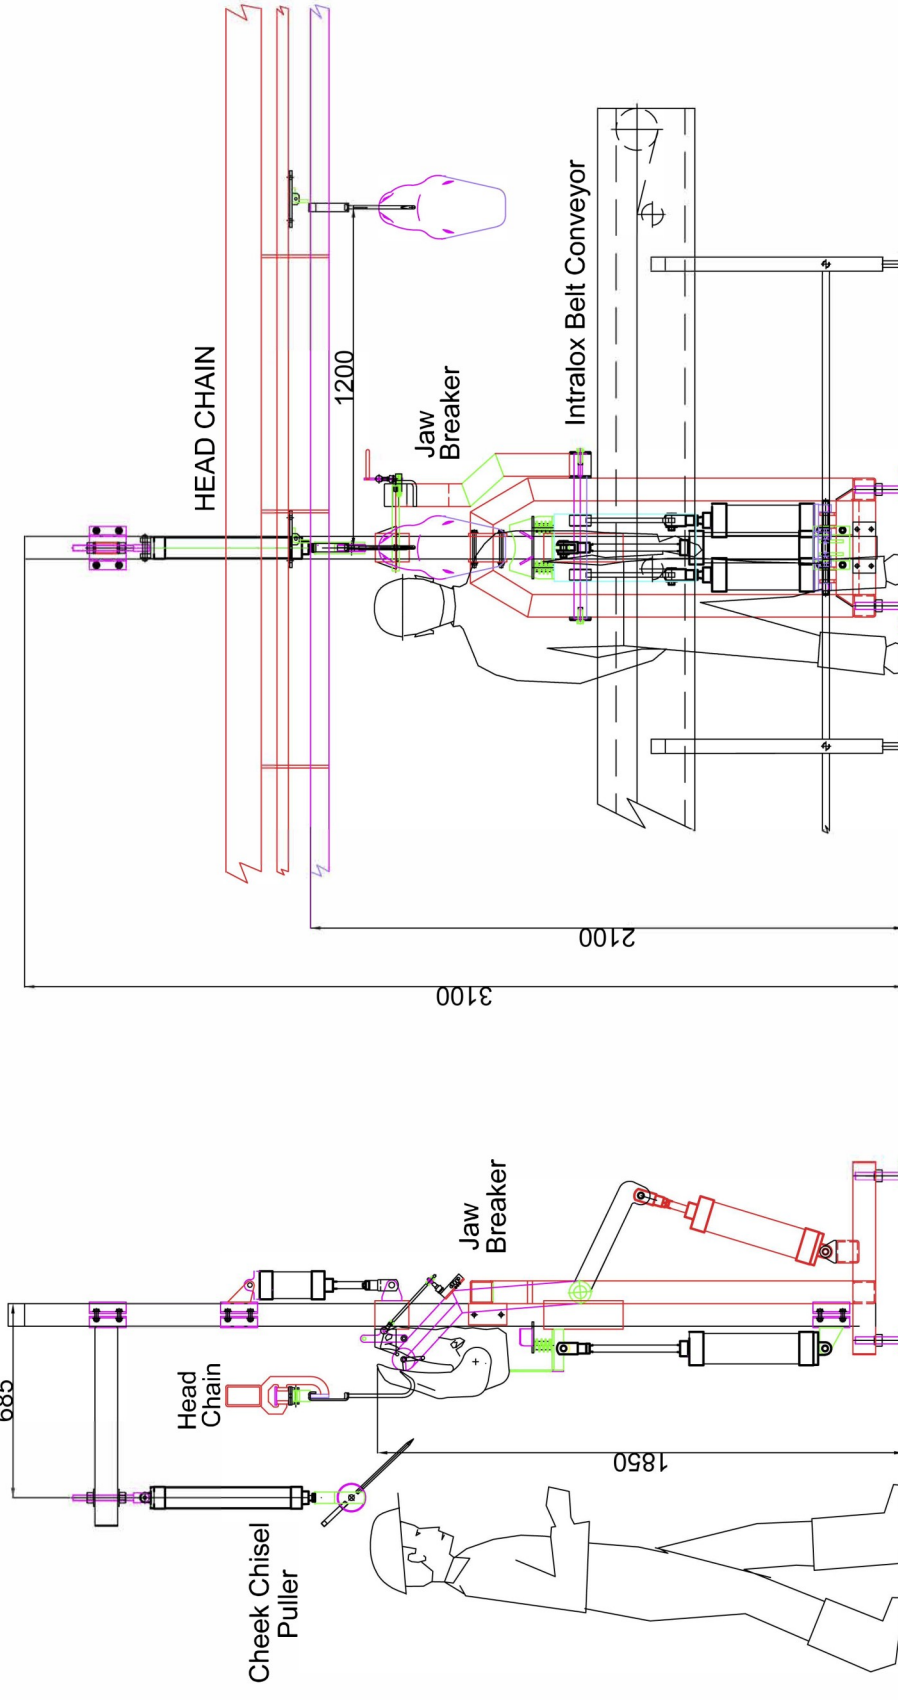 HEAD CHAIN
1200
Jaw
Breaker
Intralox Belt Conveyor
2100
3100
685
Head
Chain
Jaw
Breaker
Cheek Chisel
Puller
1850